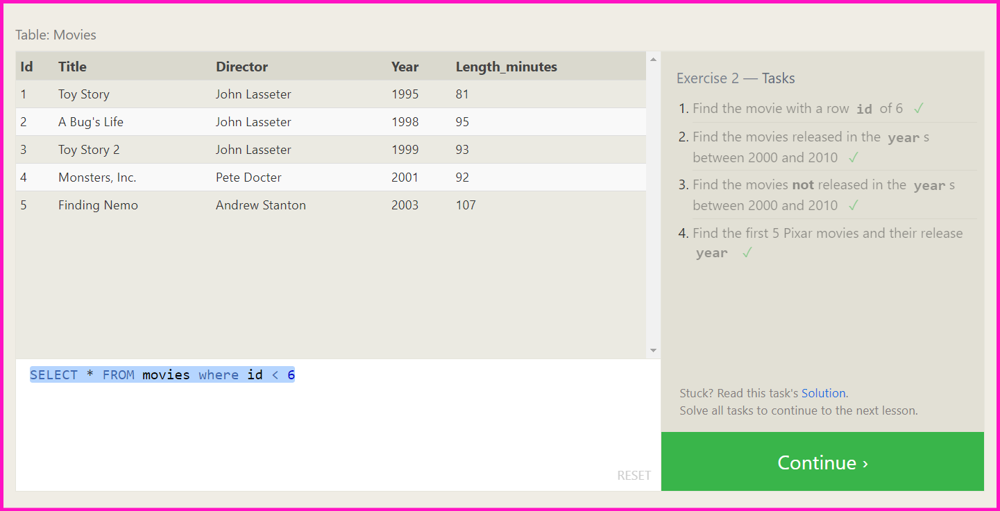 Table: Movies
Id Title Director Year Length_minutes
1 Toy Story John Lasseter 1995 81
2 A Bug's Life John Lasseter 1998 95
3 Toy Story 2 John Lasseter 1999 93
4 Monsters, Inc. Pete Docter 2001 92
5 Finding Nemo Andrew Stanton 2003 107
SELECT * FROM movies where id < 6
RESET
Exercise 2 — Tasks
1. Find the movie with a row id of 6 ✓
2. Find the movies released in the year s
between 2000 and 2010 ✓
3. Find the movies not released in the year s
between 2000 and 2010 ✓
4. Find the first 5 Pixar movies and their release
year ✓
Stuck? Read this task's Solution.
Solve all tasks to continue to the next lesson.
Continue ›